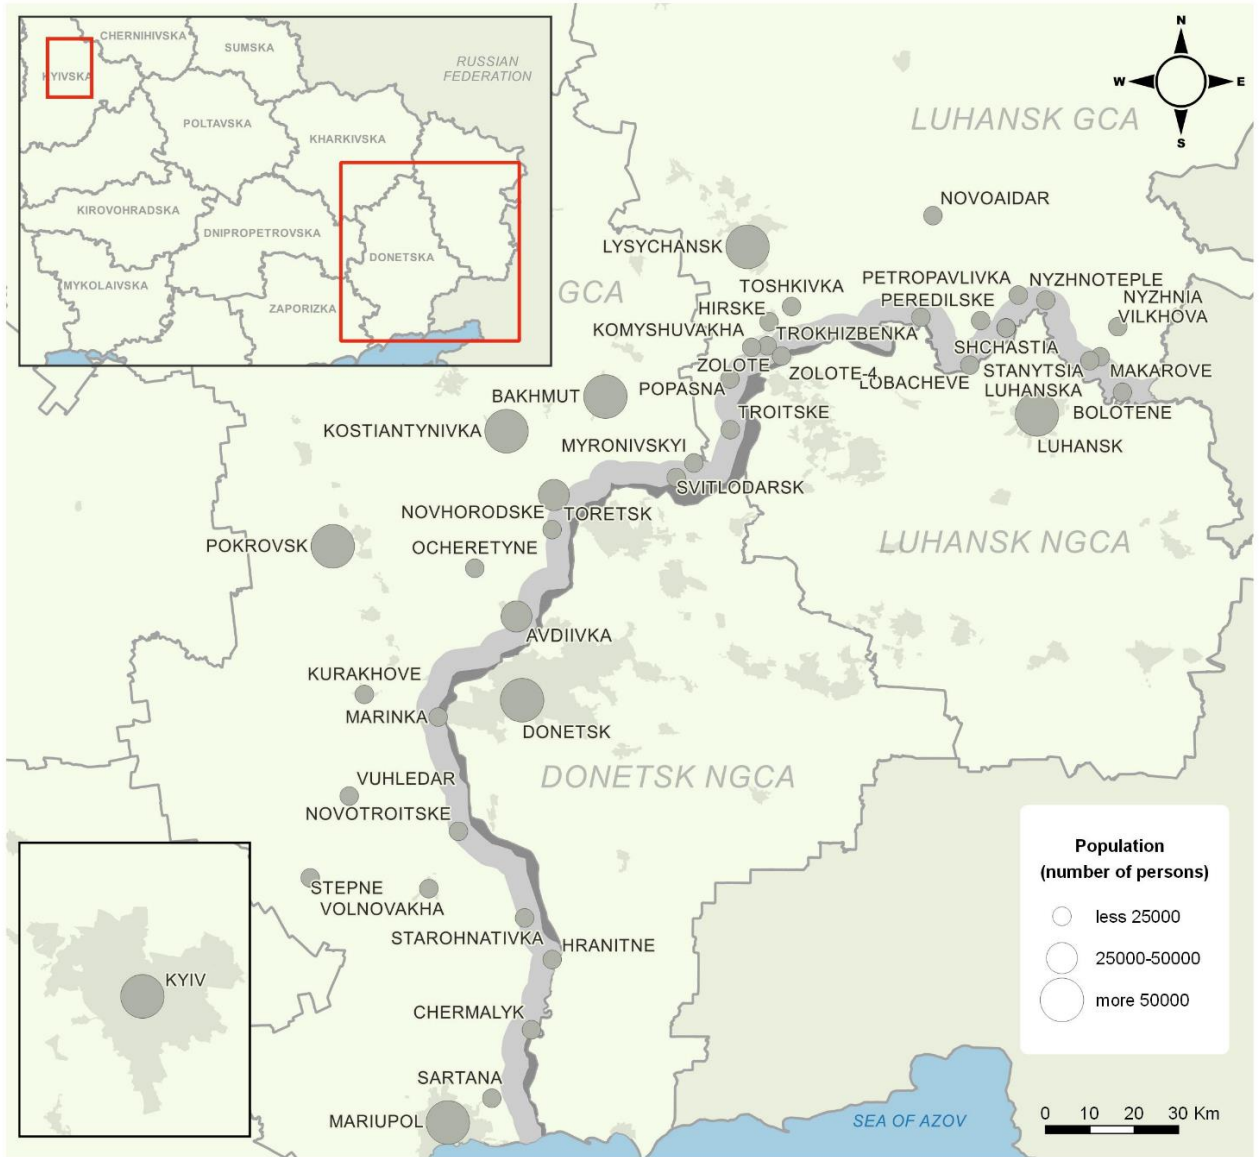 CHERNIHIVSKA
SUMSKA
RUSSIAN
FEDERATION
KYIVSKA
POLTAVSKA
KHARKIVSKA
KIROVOHRADSKA
DNIPROPETROVSKA
DONETSKA
MYKOLAIVSKA
ZAPORIZKA
N
W
E
S
LUHANSK GCA
NOVOAIDAR
LYSYCHANSK
TOSHKIVKA
PETROPAVLIVKA
NYZHNOTEPLE
GCA
HIRSKE
PEREDILSKE
NYZHNIA
VILKHOVA
KOMYSHUVAKHA
TROKHIZBENKA
SHCHASTIA
ZOLOTE
ZOLOTE-4
LOBACHEVE
STANYTSIA
LUHANSKA
MAKAROVE
POPASNA
BAKHMUT
BOLOTENE
TROITSKE
KOSTIANTYNIVKA
MYRONIVSKYI
LUHANSK
SVITLODARSK
NOVHORODSKE
TORETSK
POKROVSK
OCHERETYNE
LUHANSK NGCA
AVDIIVKA
KURAKHOVE
MARINKA
DONETSK
VUHLEDAR
DONETSK NGCA
NOVOTROITSKE
STEPNE
VOLNOVAKHA
STAROHNATIVKA
HRANITNE
KYIV
CHERMALYK
SARTANA
MARIUPOL
SEA OF AZOV
Population
(number of persons)
less 25000
25000-50000
more 50000
0 10 20 30 Km